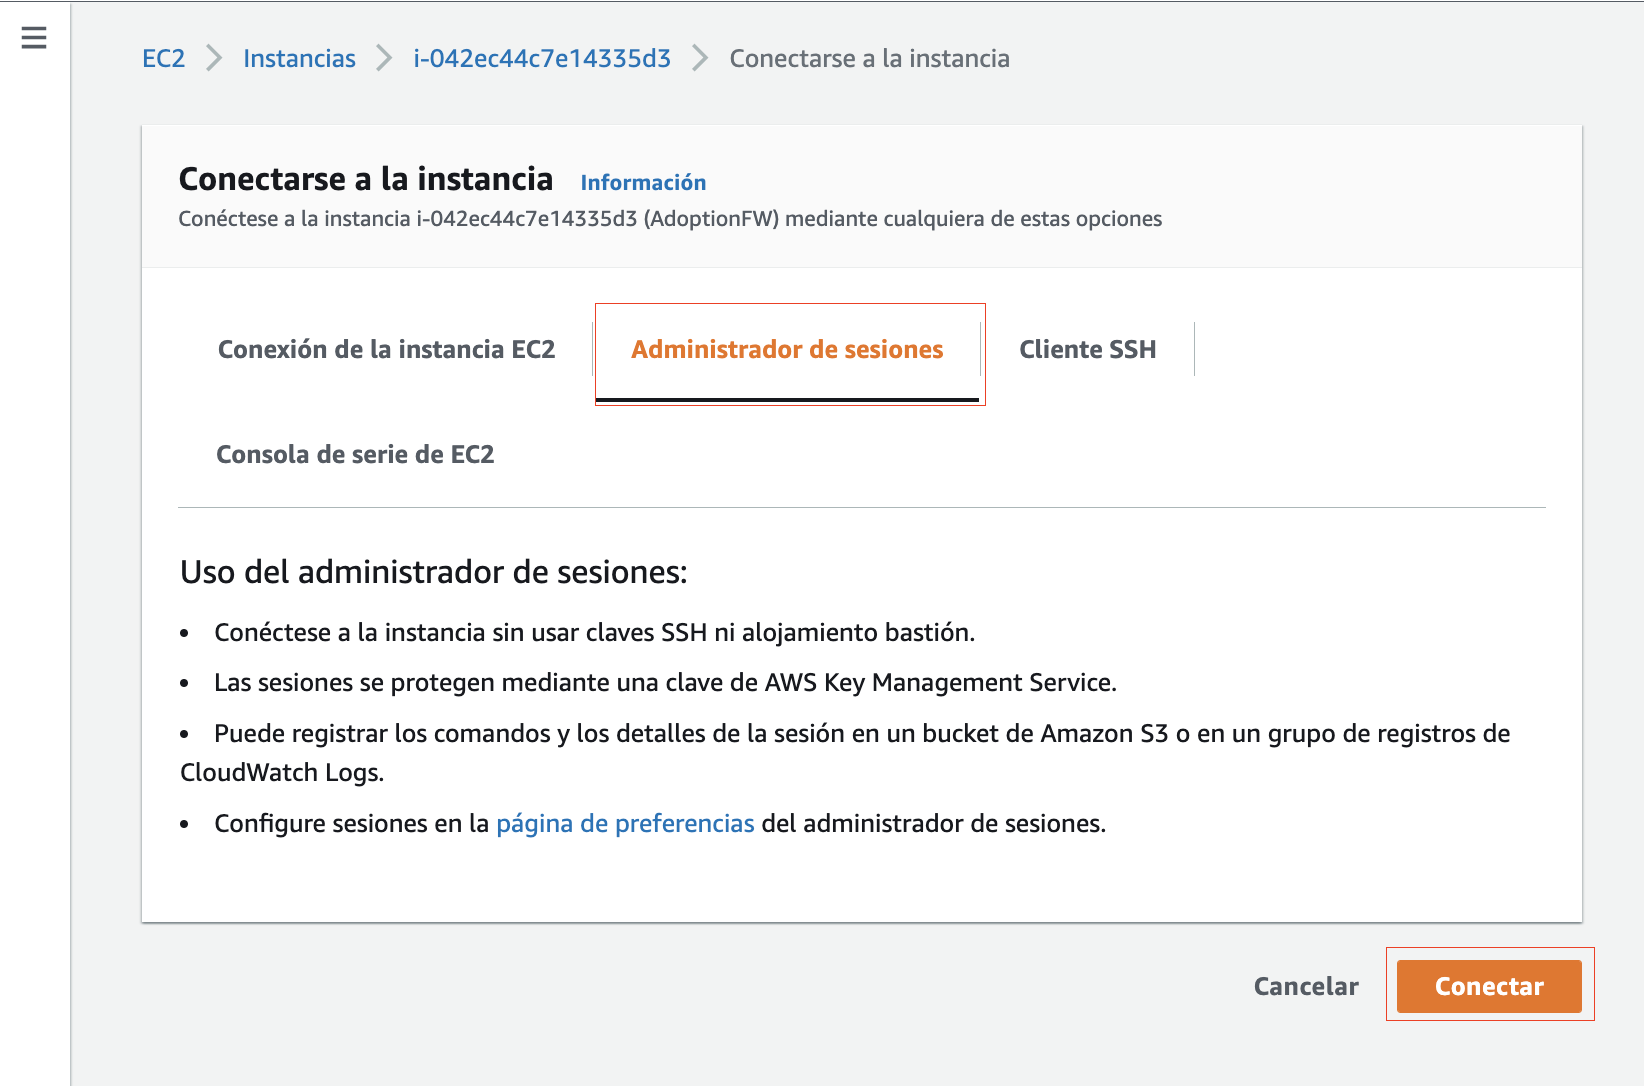 EC2 Instancias i-042ec44c7e14335d3 Conectarse a la instancia
Conectarse a la instancia Información
Conéctese a la instancia i-042ec44c7e14335d3 (AdoptionFW) mediante cualquiera de estas opciones
Conexión de la instancia EC2 Administrador de sesiones Cliente SSH
Consola de serie de EC2
Uso del administrador de sesiones:
• Conéctese a la instancia sin usar claves SSH ni alojamiento bastión.
• Las sesiones se protegen mediante una clave de AWS Key Management Service.
• Puede registrar los comandos y los detalles de la sesión en un bucket de Amazon S3 o en un grupo de registros de
CloudWatch Logs.
• Configure sesiones en la página de preferencias del administrador de sesiones.
Cancelar Conectar